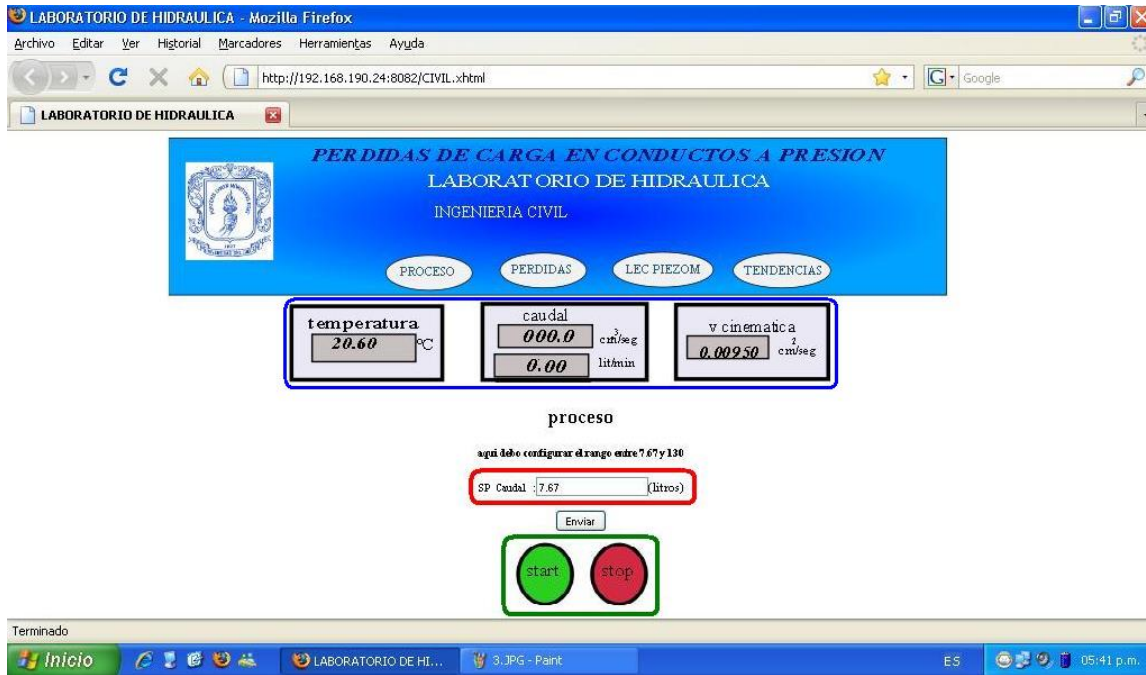 LABORATORIO DE HIDRAULICA - Mozilla Firefox
Archivo Editar Ver Historial Marcadores Herramientas Ayuda
http://192.168.190.24:8082/CIVIL.xhtml
Google
LABORATORIO DE HIDRAULICA
PERDIDAS DE CARGA EN CONDUCTOS A PRESION
LABORATORIO DE HIDRAULICA
INGENIERIA CIVIL
PROCESO PERDIDAS LEC PIEZOM TENDENCIAS
temperatura
20.60 ºC
caudal
000.0 cm3/seg
0.00 lit/min
v cinematica
0.00950 cm2/seg
proceso
aqui debo configurar el rango entre 7.67 y 130
SP Caudal : 7.67 (litros)
Enviar
start stop
Terminado
Inicio LABORATORIO DE HI... 3.JPG - Paint ES 05:41 p.m.